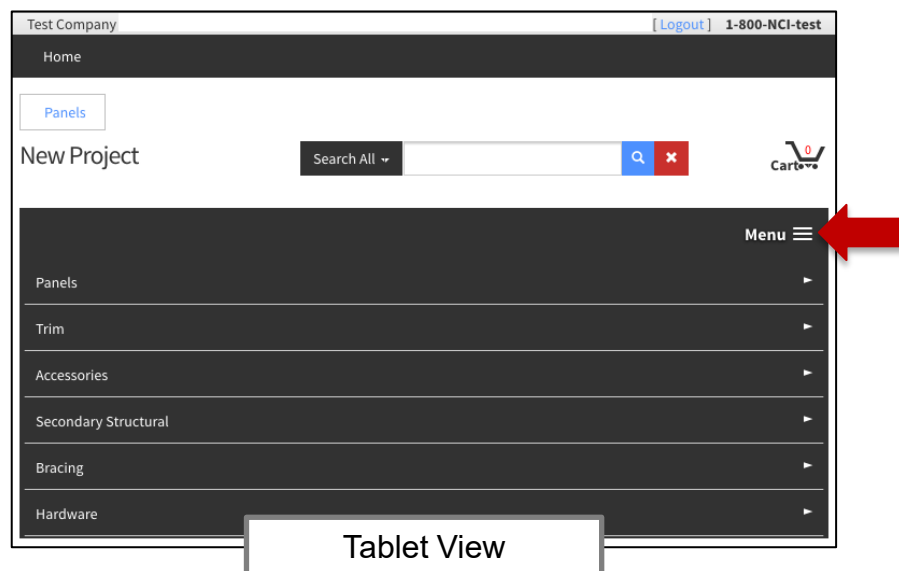 Test Company [ Logout ] 1-800-NCI-test
Home
Panels
New Project Search All 0
Cart
Menu
Panels
Trim
Accessories
Secondary Structural
Bracing
Hardware
Tablet View